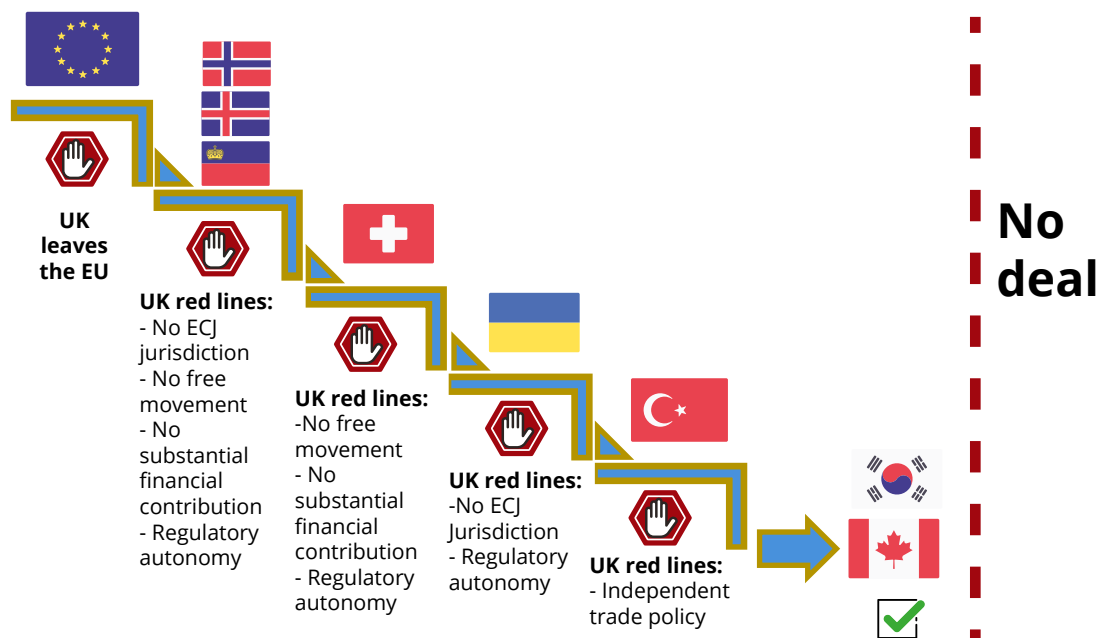 UK
leaves
the EU
UK red lines:
- No ECJ
jurisdiction
- No free
movement
- No
substantial
financial
contribution
- Regulatory
autonomy
UK red lines:
-No free
movement
- No
substantial
financial
contribution
- Regulatory
autonomy
UK red lines:
-No ECJ
Jurisdiction
- Regulatory
autonomy
UK red lines:
- Independent
trade policy
No
deal